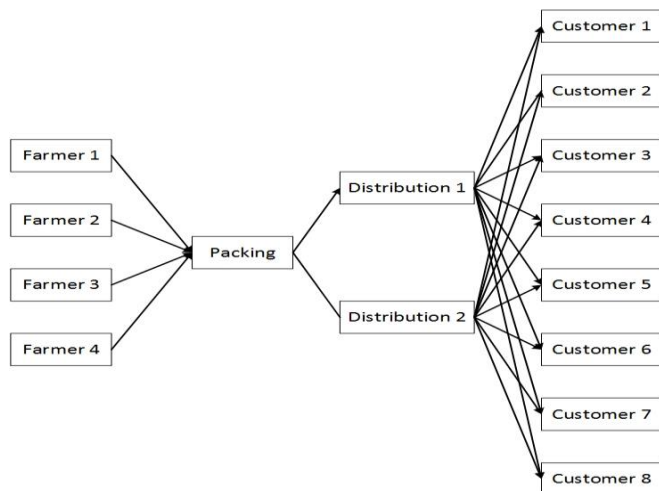 Farmer 1
Farmer 2
Farmer 3
Farmer 4
Packing
Distribution 1
Distribution 2
Customer 1
Customer 2
Customer 3
Customer 4
Customer 5
Customer 6
Customer 7
Customer 8